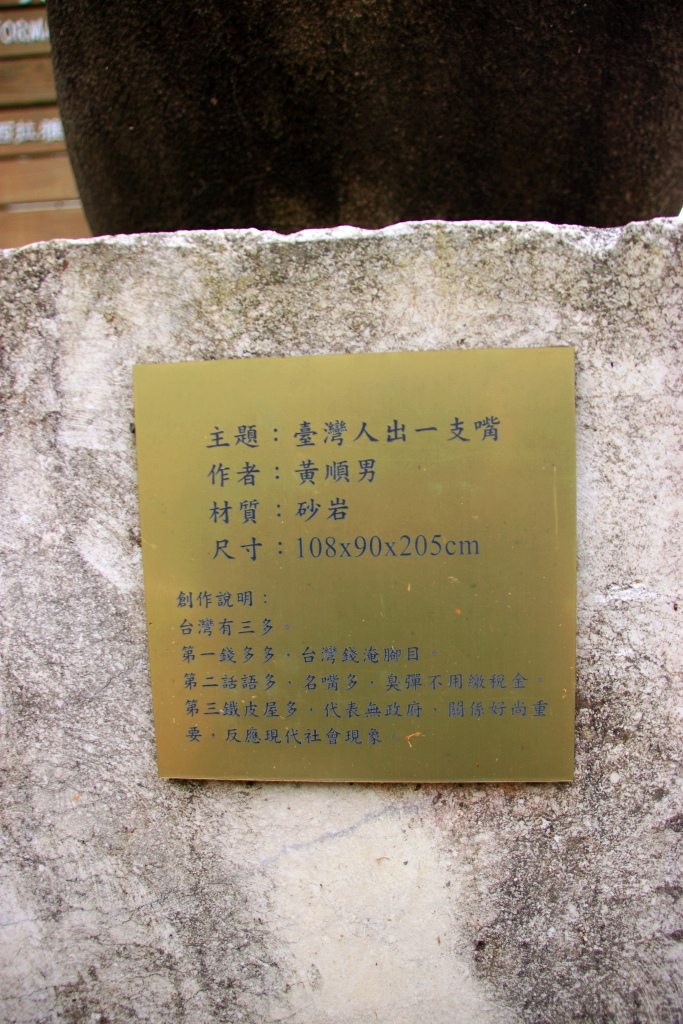 西拉雅
主題：臺灣人出一支嘴
作者：黃順男
材質：砂岩
尺寸：108x90x205cm
創作說明：
台灣有三多。
第一錢多多，台灣錢淹腳目。
第二話語多，名嘴多，臭彈不用繳稅金。
第三鐵皮屋多，代表無政府，關係好尚重
要，反應現代社會現象。